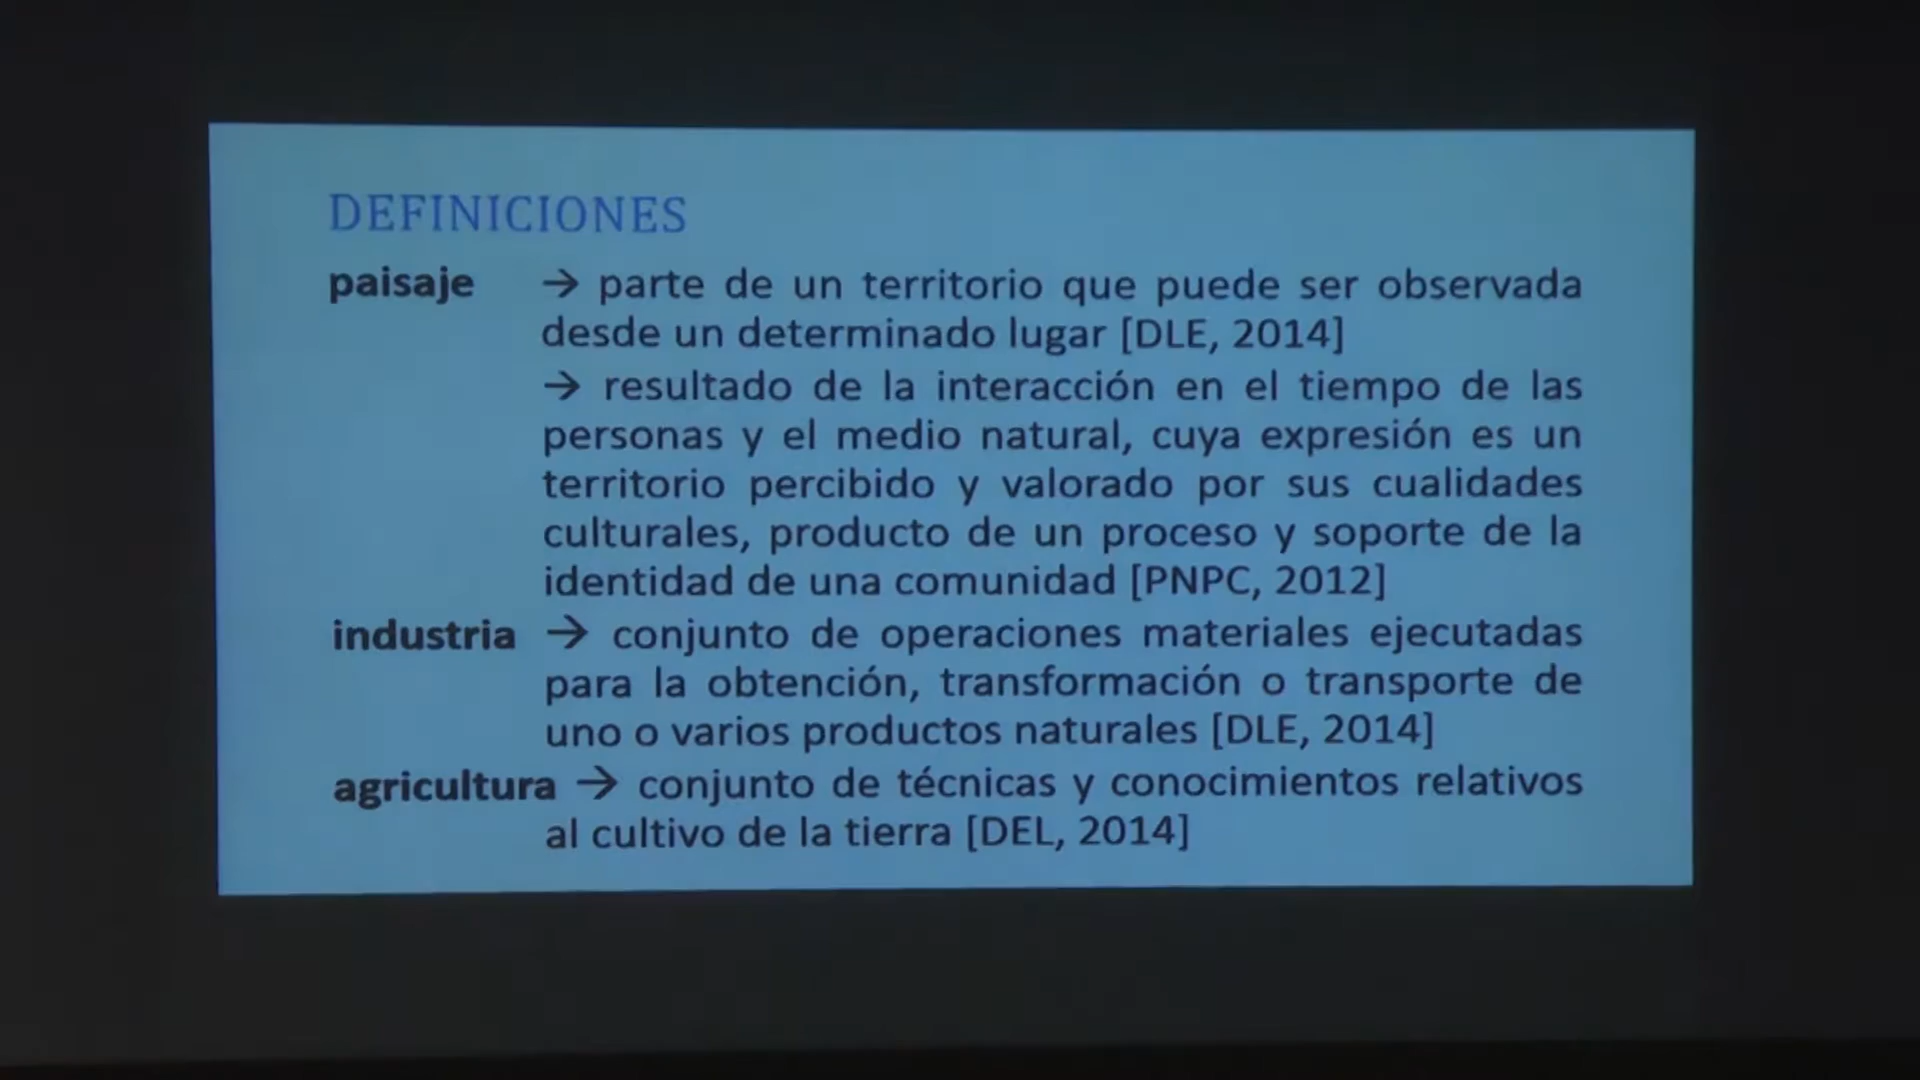 DEFINICIONES
paisaje → parte de un territorio que puede ser observada
desde un determinado lugar [DLE, 2014]
→ resultado de la interacción en el tiempo de las
personas y el medio natural, cuya expresión es un
territorio percibido y valorado por sus cualidades
culturales, producto de un proceso y soporte de la
identidad de una comunidad [PNPC, 2012]
industria → conjunto de operaciones materiales ejecutadas
para la obtención, transformación o transporte de
uno o varios productos naturales [DLE, 2014]
agricultura → conjunto de técnicas y conocimientos relativos
al cultivo de la tierra [DEL, 2014]